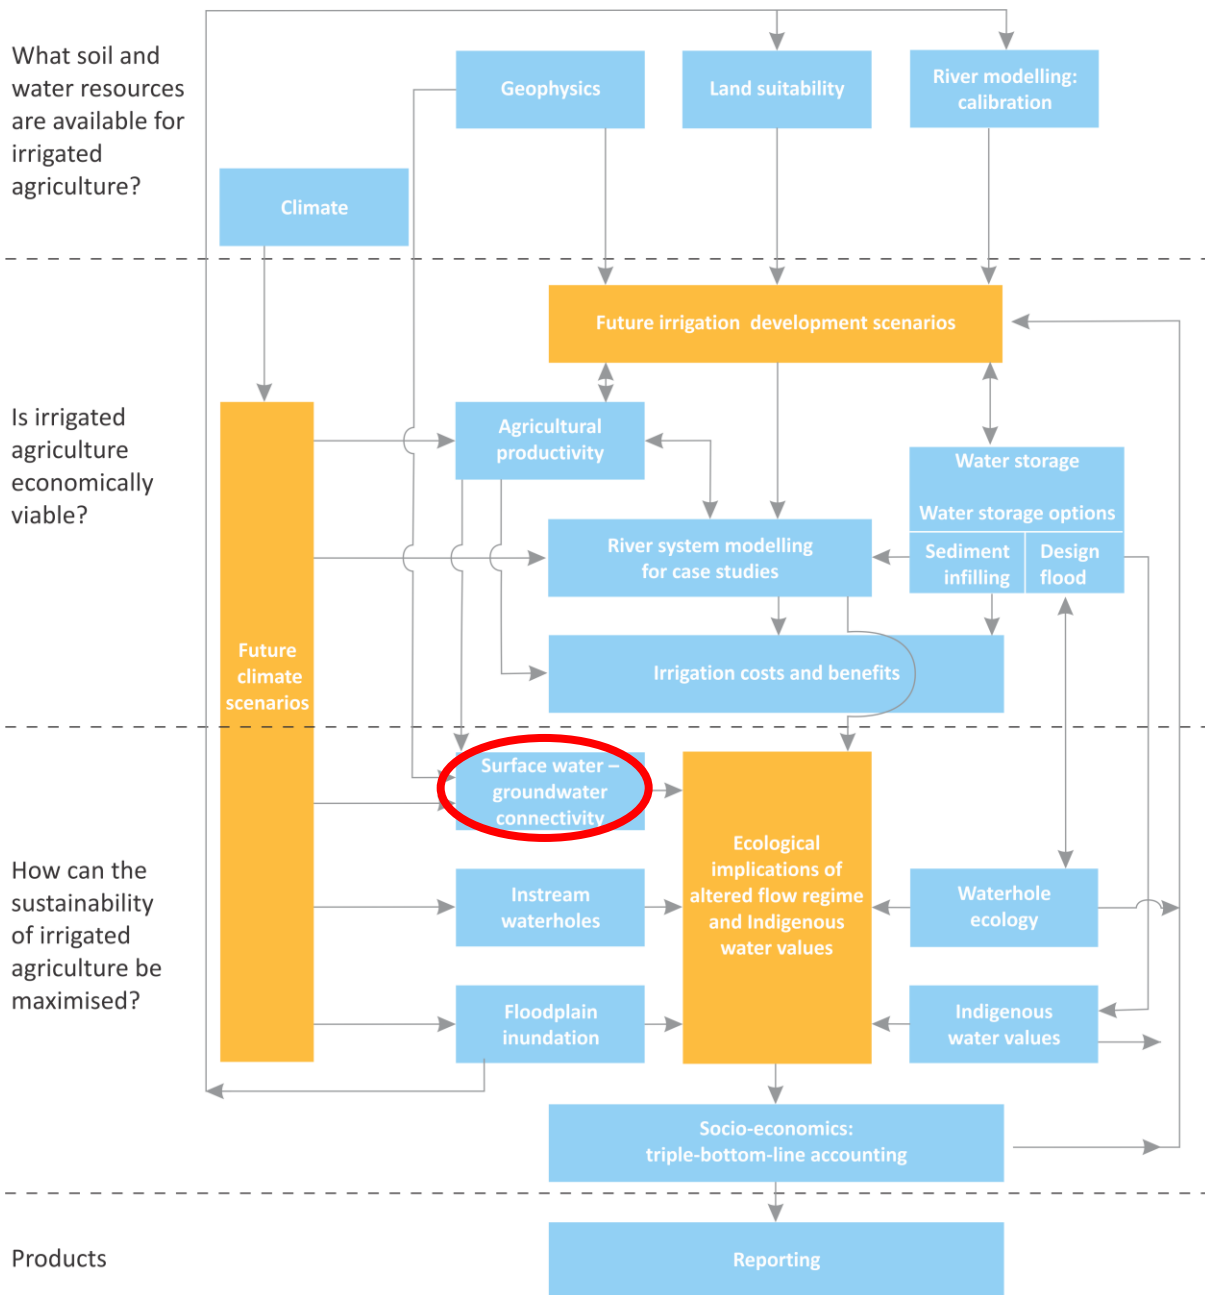 What soil and
water resources
are available for
irrigated
agriculture?
Geophysics
Land suitability
River modelling:
calibration
Climate
Future irrigation development scenarios
Is irrigated
agriculture
economically
viable?
Agricultural
productivity
Water storage
Water storage options
Sediment
infilling
Design
flood
River system modelling
for case studies
Future
climate
scenarios
Irrigation costs and benefits
How can the
sustainability
of irrigated
agriculture be
maximised?
Surface water –
groundwater
connectivity
Ecological
implications of
altered flow regime
and Indigenous
water values
Instream
waterholes
Waterhole
ecology
Floodplain
inundation
Indigenous
water values
Socio-economics:
triple-bottom-line accounting
Products
Reporting